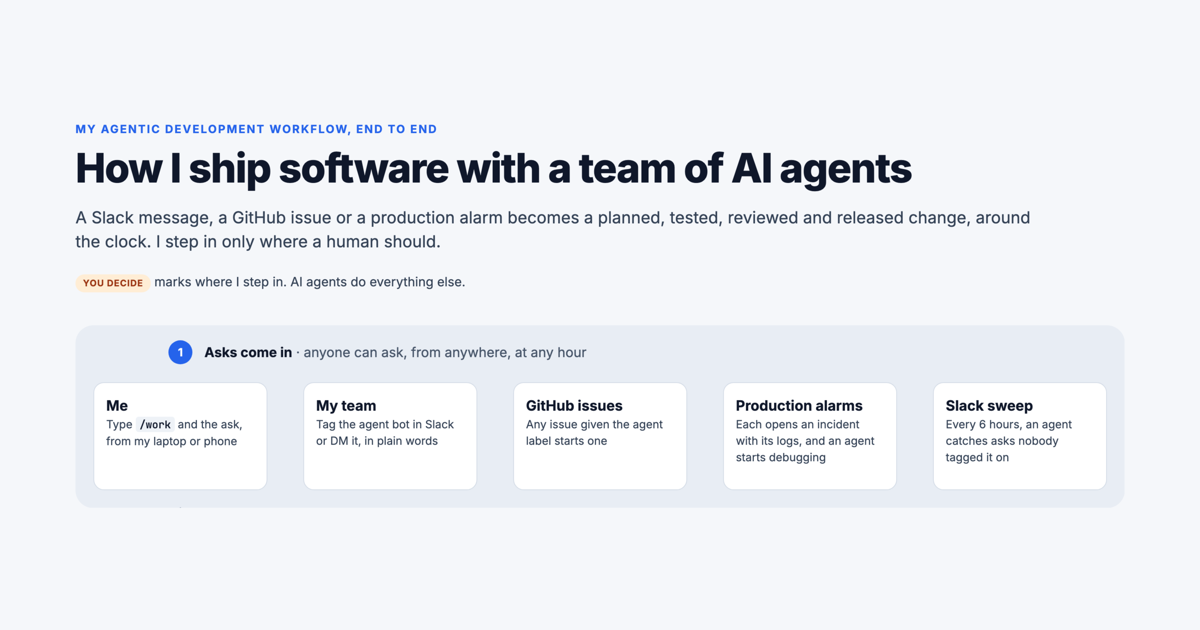 MY AGENTIC DEVELOPMENT WORKFLOW, END TO END
How I ship software with a team of AI agents
A Slack message, a GitHub issue or a production alarm becomes a planned, tested, reviewed and released change, around
the clock. I step in only where a human should.
YOU DECIDE marks where I step in. AI agents do everything else.
1 Asks come in · anyone can ask, from anywhere, at any hour
Me
Type /work and the ask,
from my laptop or phone
My team
Tag the agent bot in Slack
or DM it, in plain words
GitHub issues
Any issue given the agent
label starts one
Production alarms
Each opens an incident
with its logs, and an agent
starts debugging
Slack sweep
Every 6 hours, an agent
catches asks nobody
tagged it on